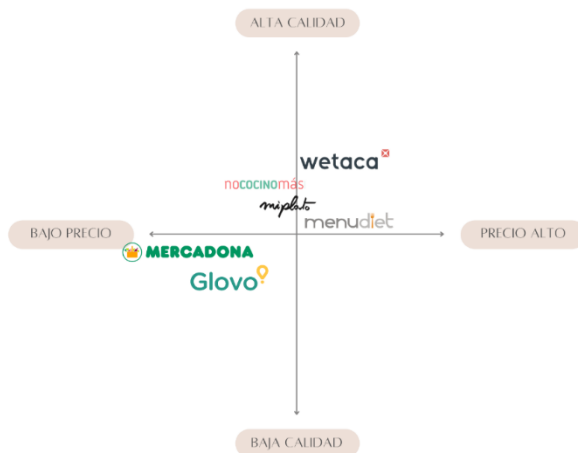 ALTA CALIDAD
wetaca
noCOCINOmás
miplato
menudiet
BAJO PRECIO
PRECIO ALTO
MERCADONA
Glovo
BAJA CALIDAD